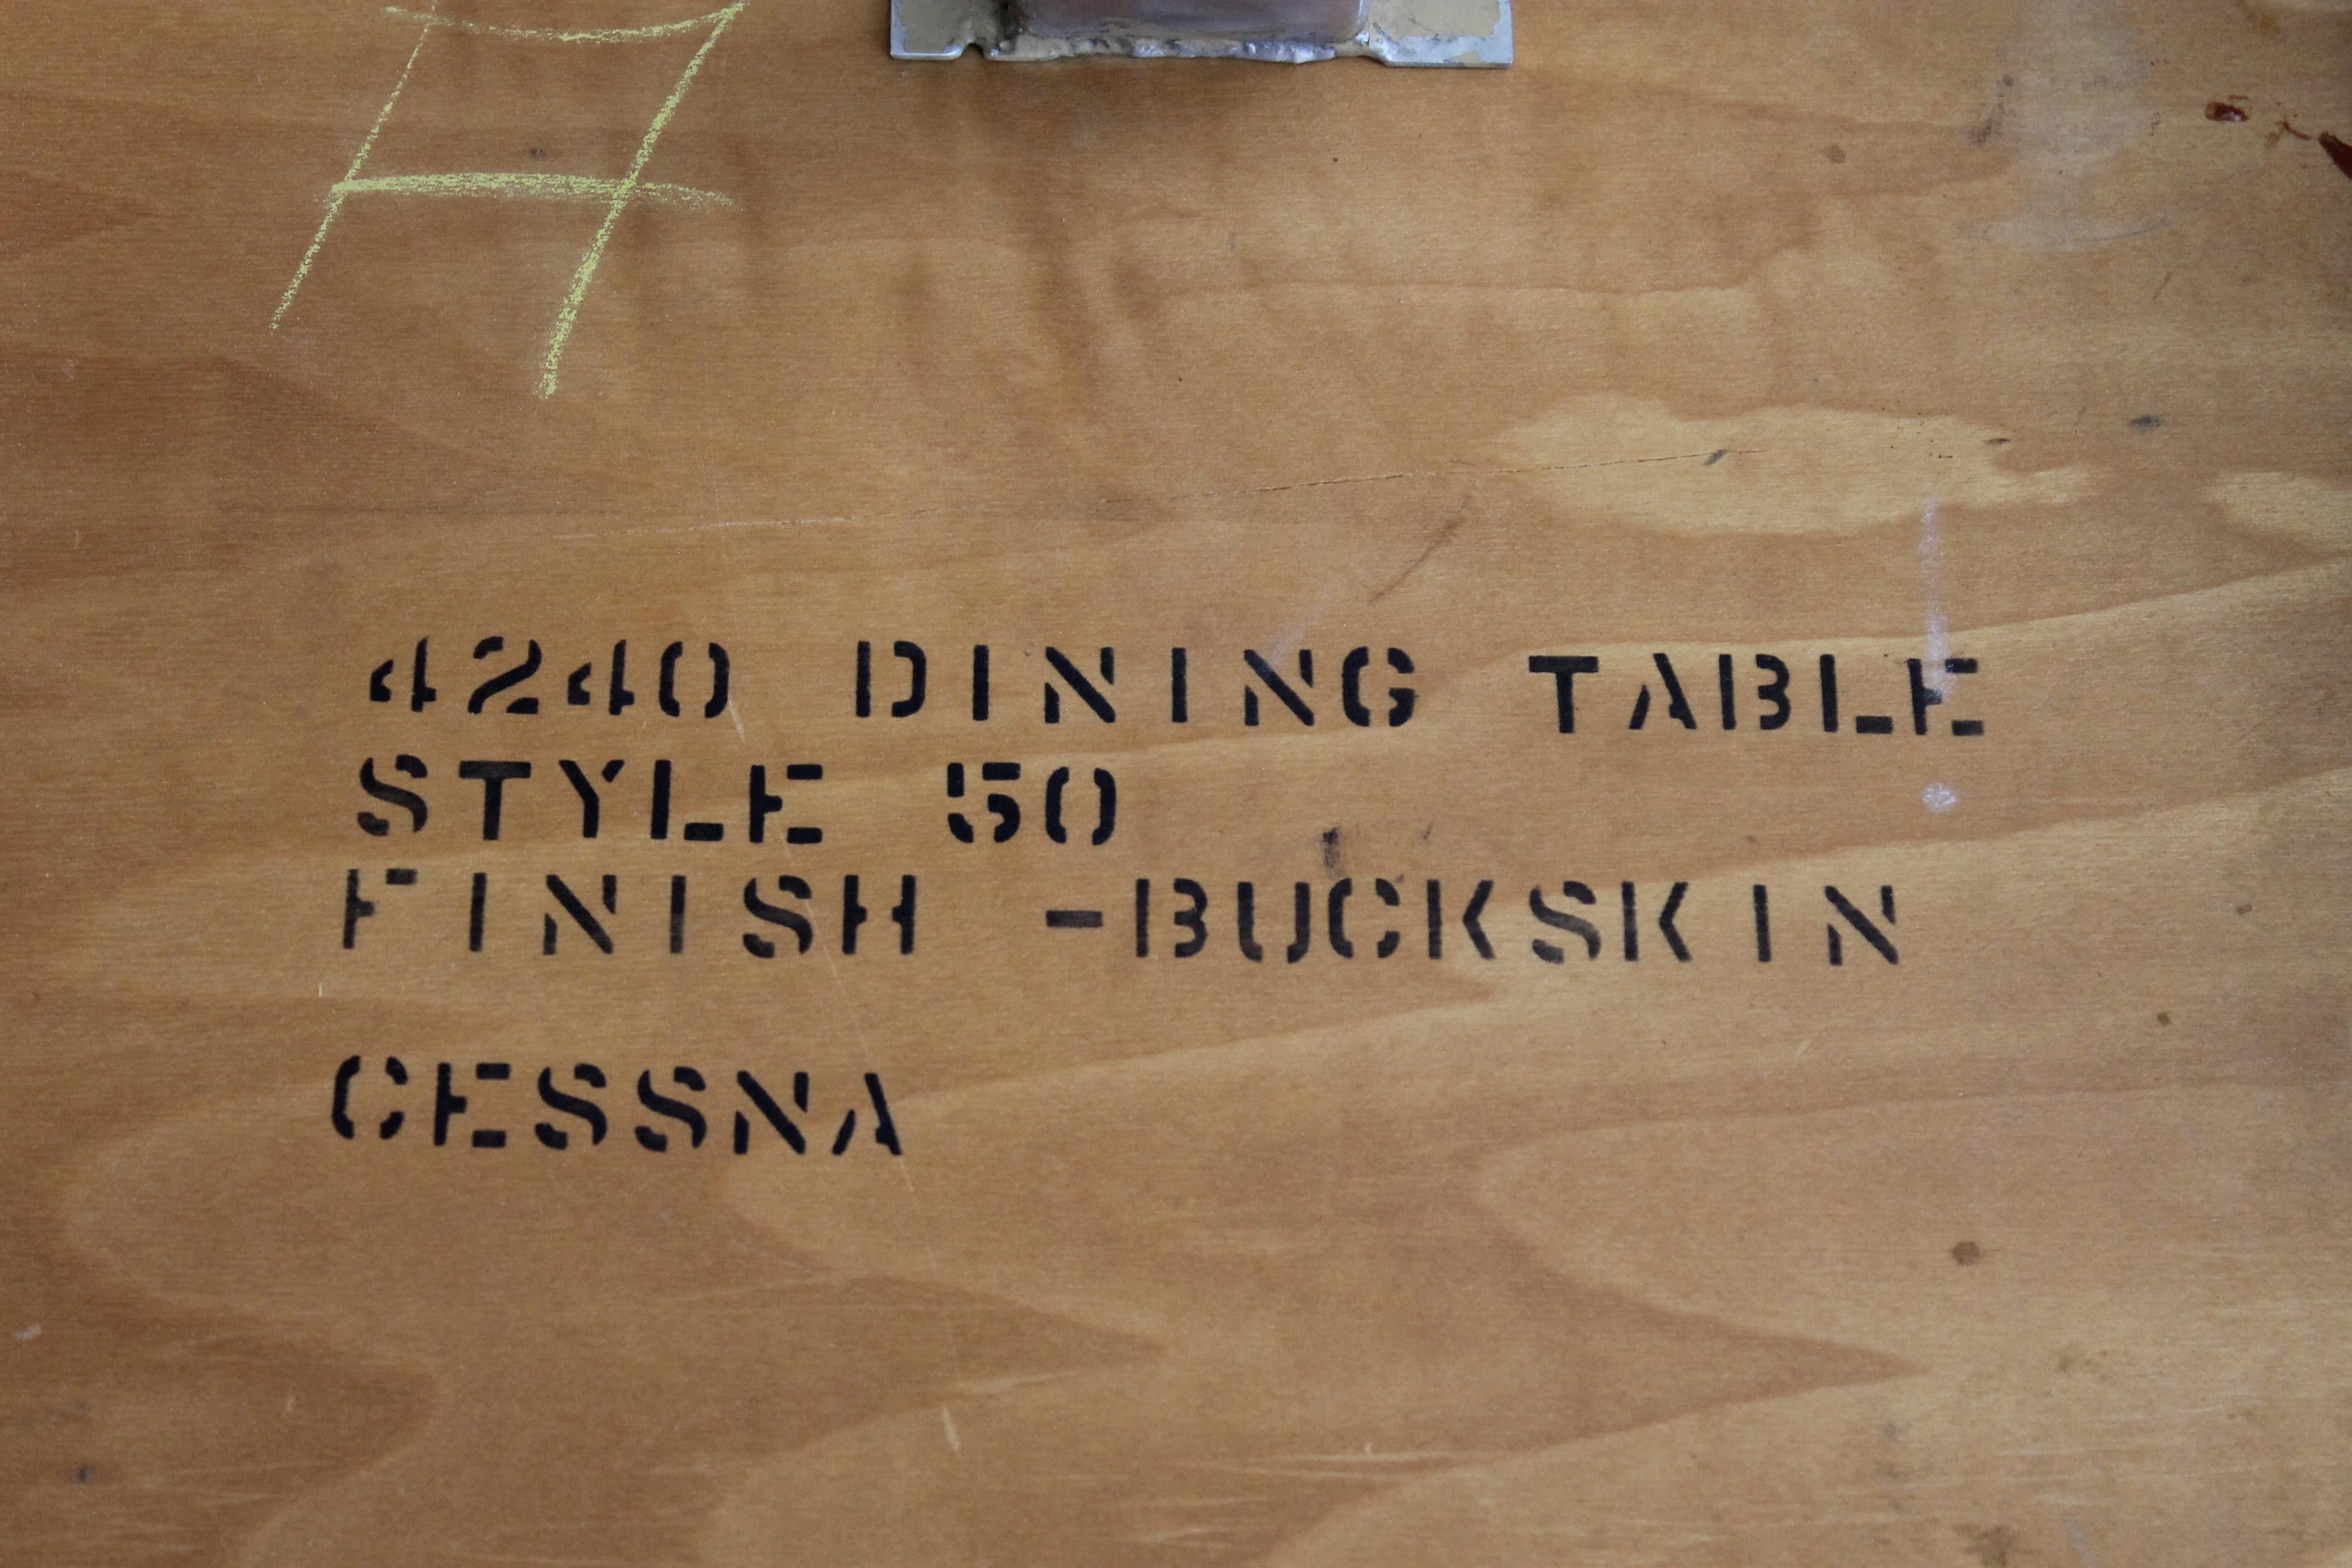 4240 DINING TABLE
STYLE 50
FINISH -BUCKSKIN
CESSNA